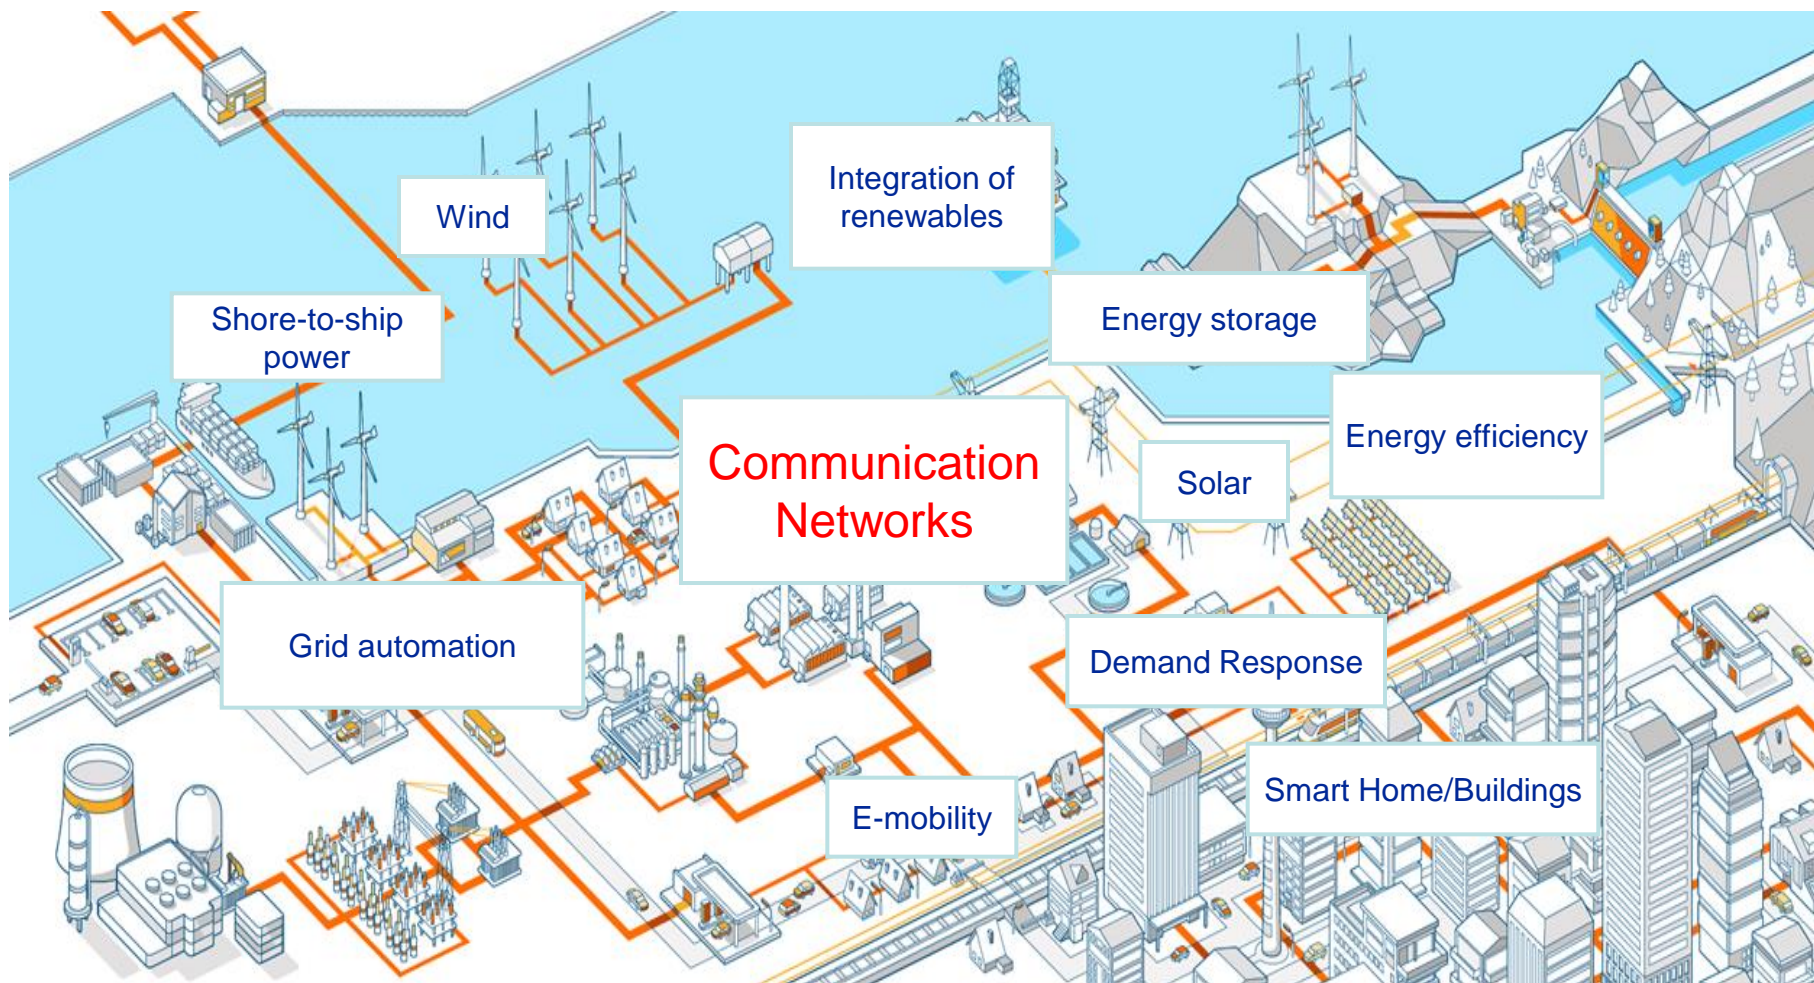 Integration of
renewables
Wind
Shore-to-ship
power
Energy storage
Communication
Networks
Energy efficiency
Solar
Grid automation
Demand Response
Smart Home/Buildings
E-mobility